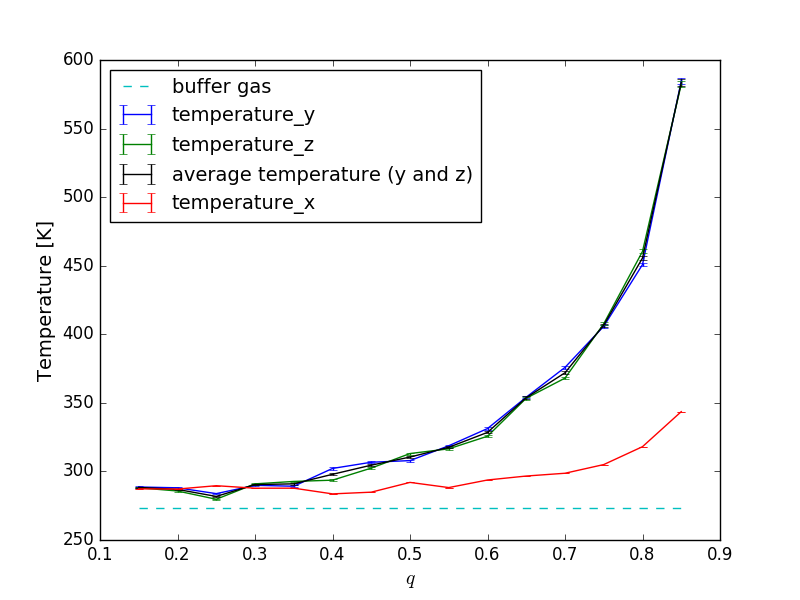 600
550
500
450
400
350
300
250
Temperature [K]
buffer gas
temperature_y
temperature_z
average temperature (y and z)
temperature_x
0.1 0.2 0.3 0.4 0.5 0.6 0.7 0.8 0.9
q